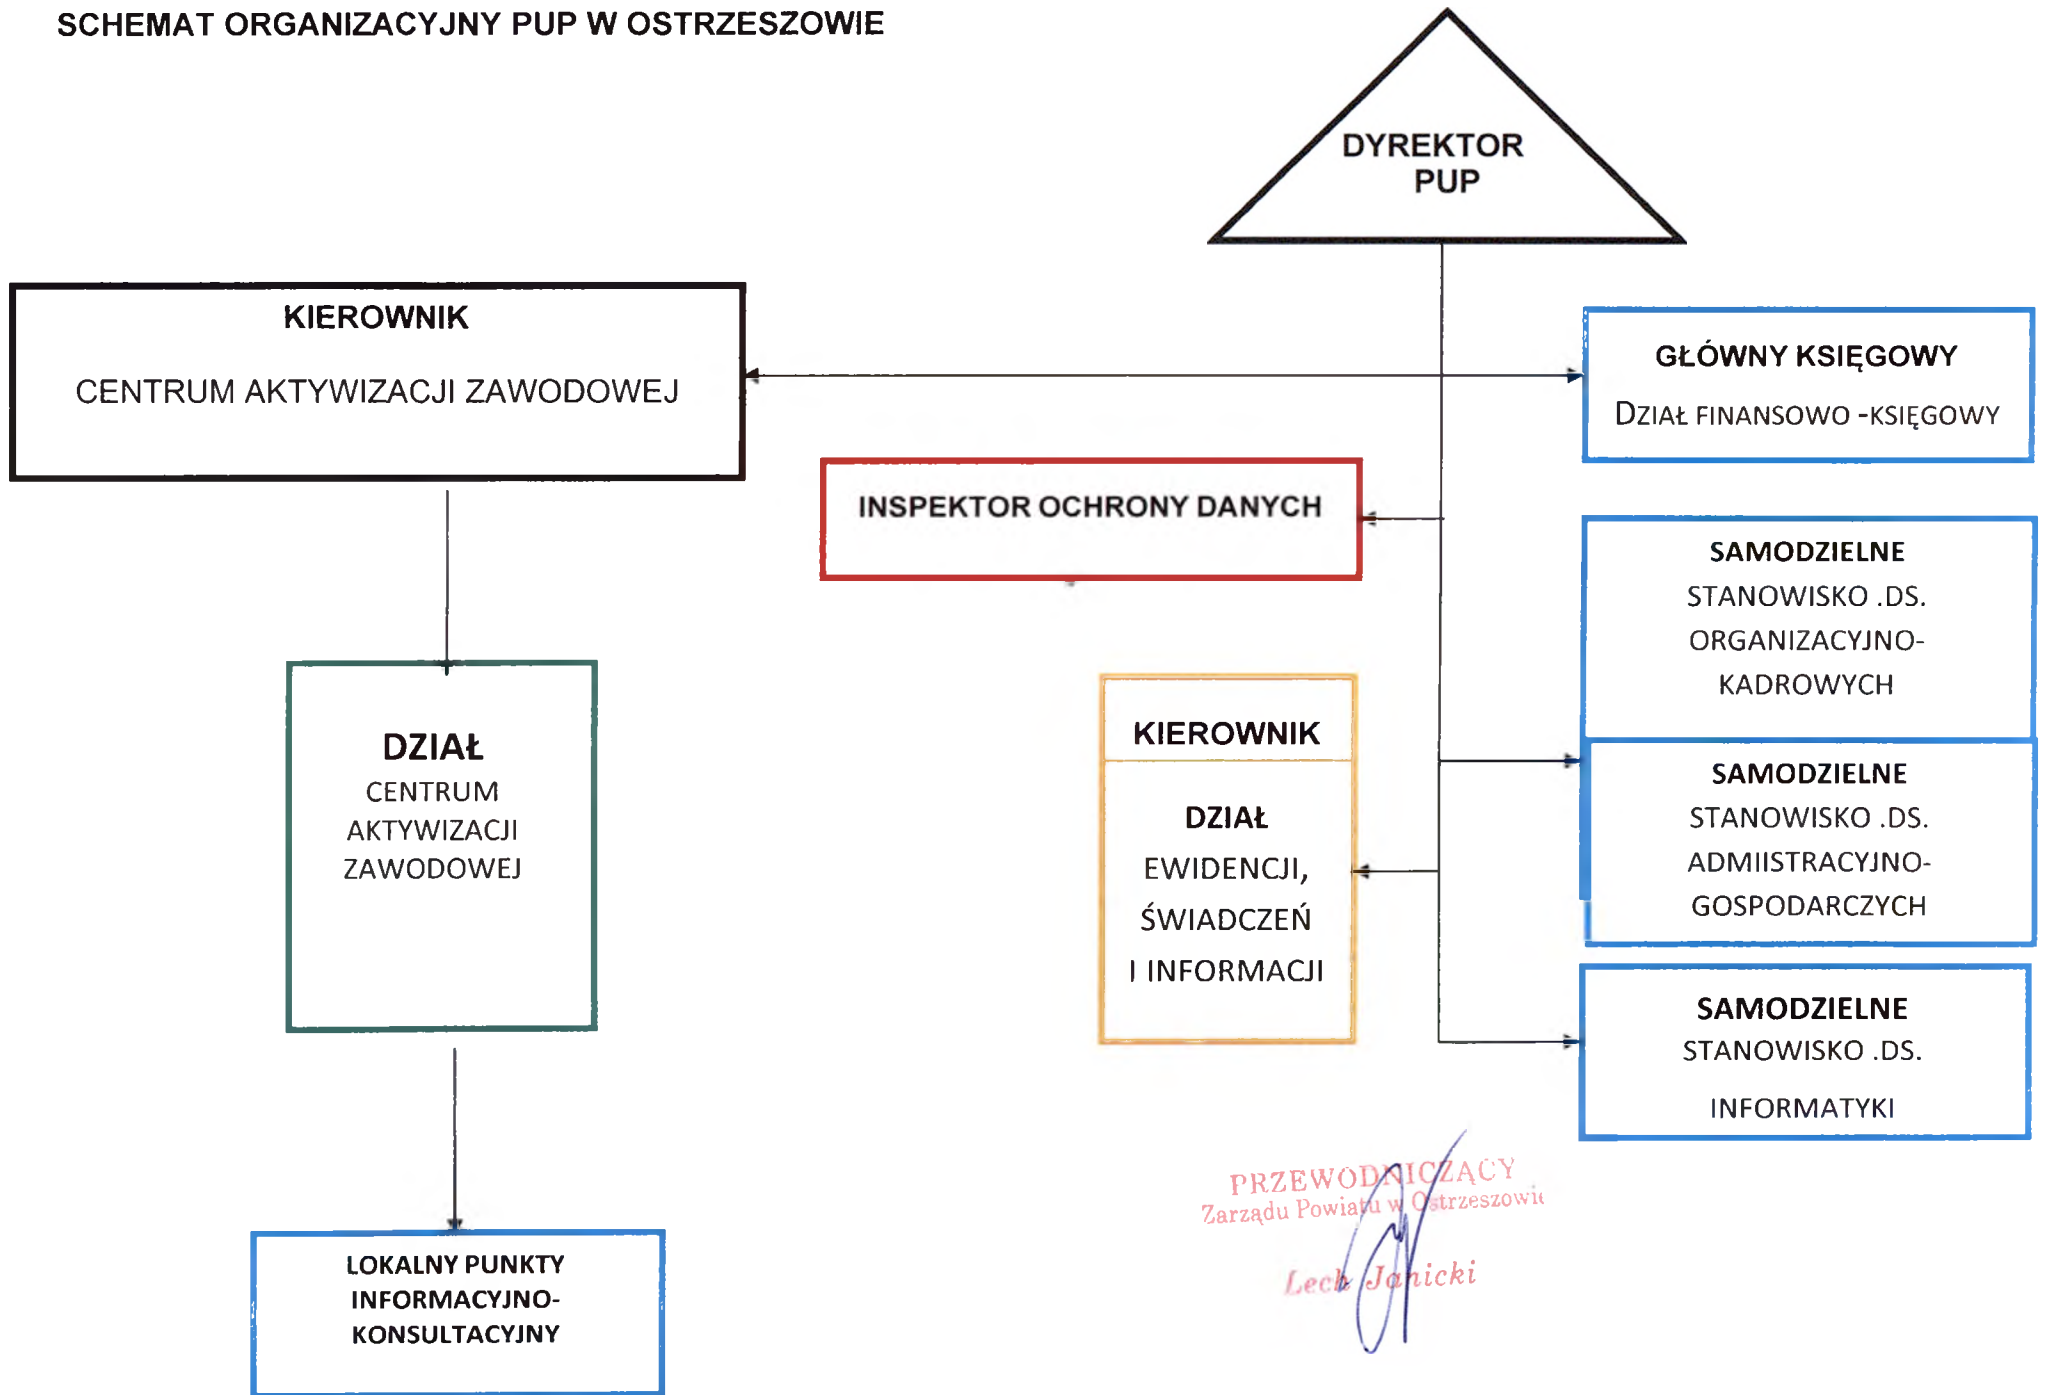 SCHEMAT ORGANIZACYJNY PUP W OSTRZESZOWIE
DYREKTOR
PUP
KIEROWNIK
CENTRUM AKTYWIZACJI ZAWODOWEJ
GŁÓWNY KSIĘGOWY
DZIAŁ FINANSOWO -KSIĘGOWY
INSPEKTOR OCHRONY DANYCH
SAMODZIELNE
STANOWISKO .DS.
ORGANIZACYJNO-
KADROWYCH
DZIAŁ
CENTRUM
AKTYWIZACJI
ZAWODOWEJ
KIEROWNIK
DZIAŁ
EWIDENCJI,
ŚWIADCZEŃ
I INFORMACJI
SAMODZIELNE
STANOWISKO .DS.
ADMIISTRACYJNO-
GOSPODARCZYCH
SAMODZIELNE
STANOWISKO .DS.
INFORMATYKI
PRZEWODNICZĄCY
Zarządu Powiatu w Ostrzeszowie
Lech Janicki
LOKALNY PUNKTY
INFORMACYJNO-
KONSULTACYJNY